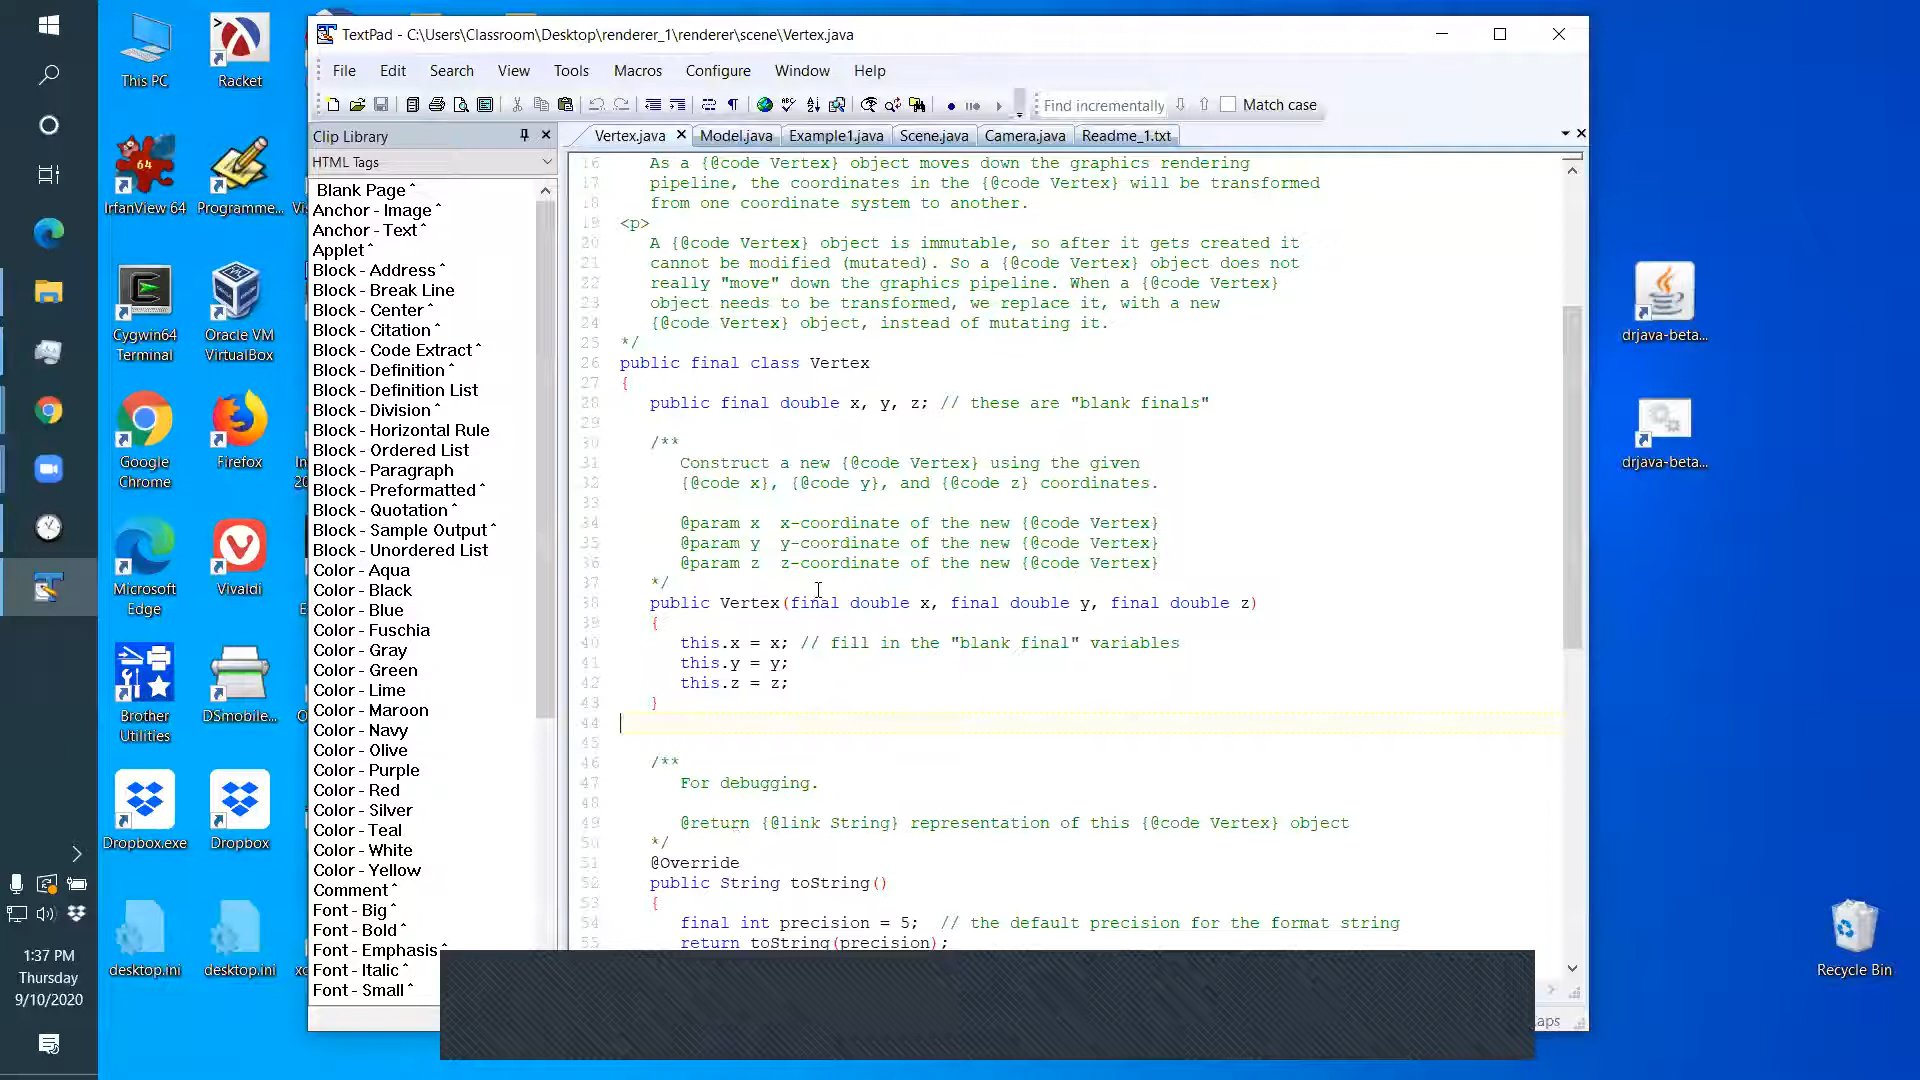 This PC
Racket
IrfanView 64
Programme...
Cygwin64
Terminal
Oracle VM
VirtualBox
Google
Chrome
Firefox
Microsoft
Edge
Vivaldi
Brother
Utilities
DSmobile...
Dropbox.exe
Dropbox
desktop.ini
desktop.ini
1:37 PM
Thursday
9/10/2020
TextPad - C:\Users\Classroom\Desktop\renderer_1\renderer\scene\Vertex.java
File Edit Search View Tools Macros Configure Window Help
Find incrementally
Match case
Clip Library
HTML Tags
Blank Page ^
Anchor - Image ^
Anchor - Text ^
Applet ^
Block - Address ^
Block - Break Line
Block - Center ^
Block - Citation ^
Block - Code Extract ^
Block - Definition ^
Block - Definition List
Block - Division ^
Block - Horizontal Rule
Block - Ordered List
Block - Paragraph
Block - Preformatted ^
Block - Quotation ^
Block - Sample Output ^
Block - Unordered List
Color - Aqua
Color - Black
Color - Blue
Color - Fuschia
Color - Gray
Color - Green
Color - Lime
Color - Maroon
Color - Navy
Color - Olive
Color - Purple
Color - Red
Color - Silver
Color - Teal
Color - White
Color - Yellow
Comment ^
Font - Big ^
Font - Bold ^
Font - Emphasis ^
Font - Italic ^
Font - Small ^
Vertex.java Model.java Example1.java Scene.java Camera.java Readme_1.txt
16 As a {@code Vertex} object moves down the graphics rendering
17 pipeline, the coordinates in the {@code Vertex} will be transformed
18 from one coordinate system to another.
19 <p>
20 A {@code Vertex} object is immutable, so after it gets created it
21 cannot be modified (mutated). So a {@code Vertex} object does not
22 really "move" down the graphics pipeline. When a {@code Vertex}
23 object needs to be transformed, we replace it, with a new
24 {@code Vertex} object, instead of mutating it.
25 */
26 public final class Vertex
27 {
28 public final double x, y, z; // these are "blank finals"
29
30 /**
31 Construct a new {@code Vertex} using the given
32 {@code x}, {@code y}, and {@code z} coordinates.
33
34 @param x x-coordinate of the new {@code Vertex}
35 @param y y-coordinate of the new {@code Vertex}
36 @param z z-coordinate of the new {@code Vertex}
37 */
38 public Vertex(final double x, final double y, final double z)
39 {
40 this.x = x; // fill in the "blank final" variables
41 this.y = y;
42 this.z = z;
43 }
44
45
46 /**
47 For debugging.
48
49 @return {@link String} representation of this {@code Vertex} object
50 */
51 @Override
52 public String toString()
53 {
54 final int precision = 5; // the default precision for the format string
55 return toString(precision);
drjava-beta...
drjava-beta...
Recycle Bin